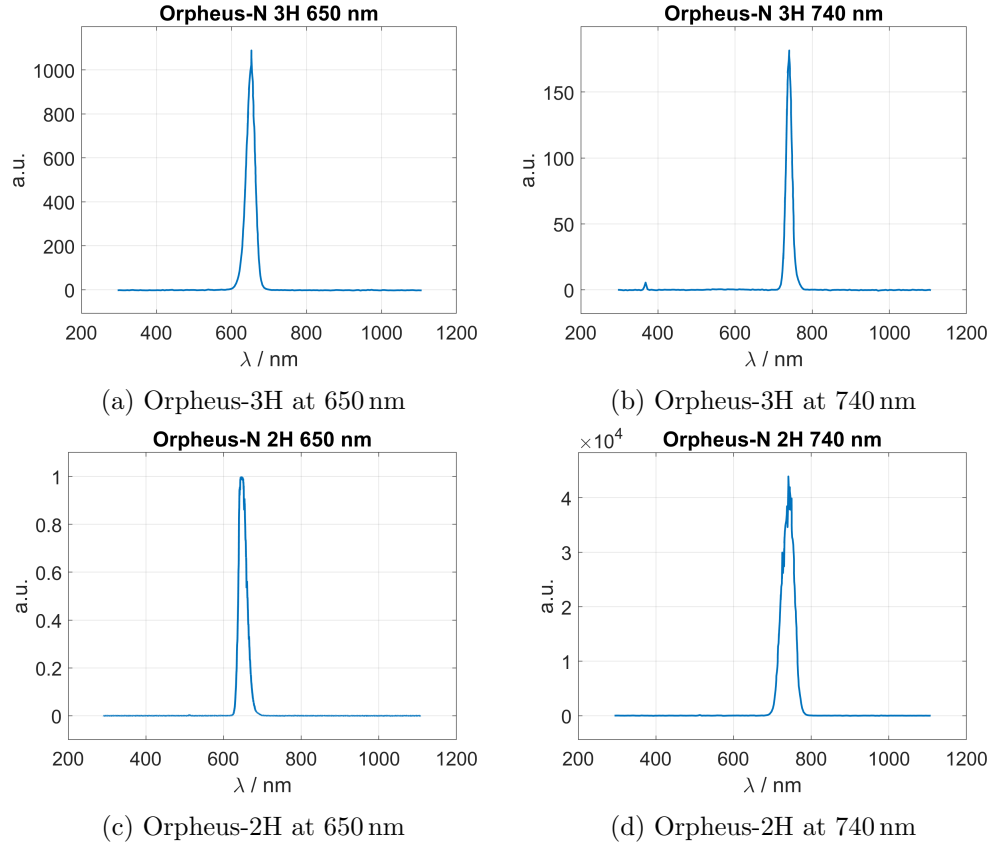 Orpheus-N 3H 650 nm
1000
800
600
400
200
0
a.u.
200 400 600 800 1000 1200
λ / nm
(a) Orpheus-3H at 650 nm
Orpheus-N 3H 740 nm
150
100
50
0
a.u.
200 400 600 800 1000 1200
λ / nm
(b) Orpheus-3H at 740 nm
Orpheus-N 2H 650 nm
1
0.8
0.6
0.4
0.2
0
a.u.
200 400 600 800 1000 1200
λ / nm
(c) Orpheus-2H at 650 nm
×10⁴
Orpheus-N 2H 740 nm
4
3
2
1
0
a.u.
200 400 600 800 1000 1200
λ / nm
(d) Orpheus-2H at 740 nm